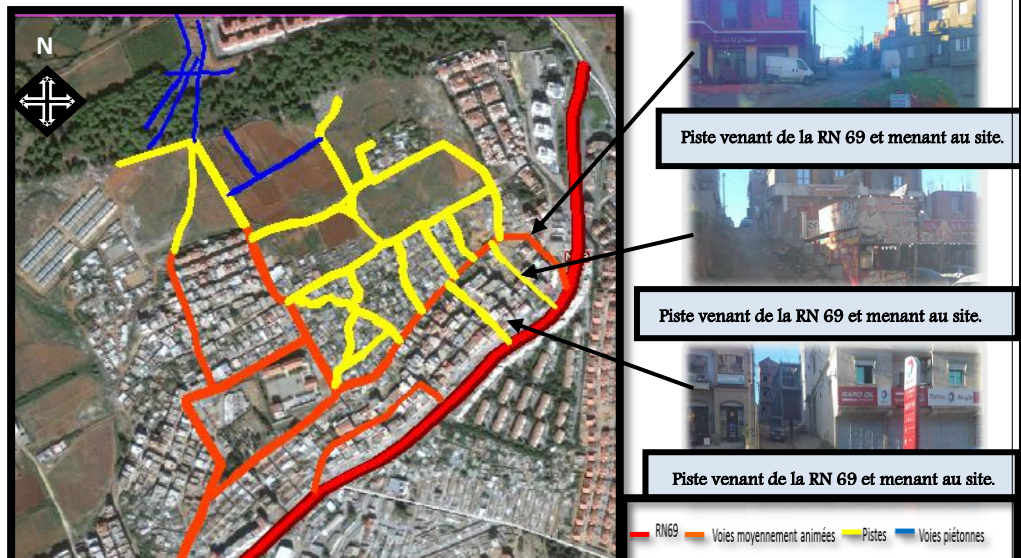 N
Piste venant de la RN 69 et menant au site.
Piste venant de la RN 69 et menant au site.
RAPID OIL
TOTAL
Piste venant de la RN 69 et menant au site.
RN69
Voies moyennement animées
Pistes
Voies piétonnes